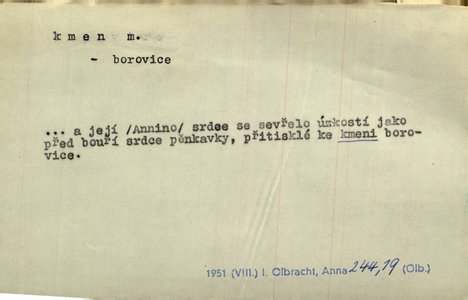 kmen m.
- borovice
... a její /Annino/ srdce se sevřelo úzkostí jako
před bouří srdce pěnkavky, přitisklé ke kmeni boro-
vice.
1951 (VIII.) I. Olbracht, Anna 244,19 (Olb.)